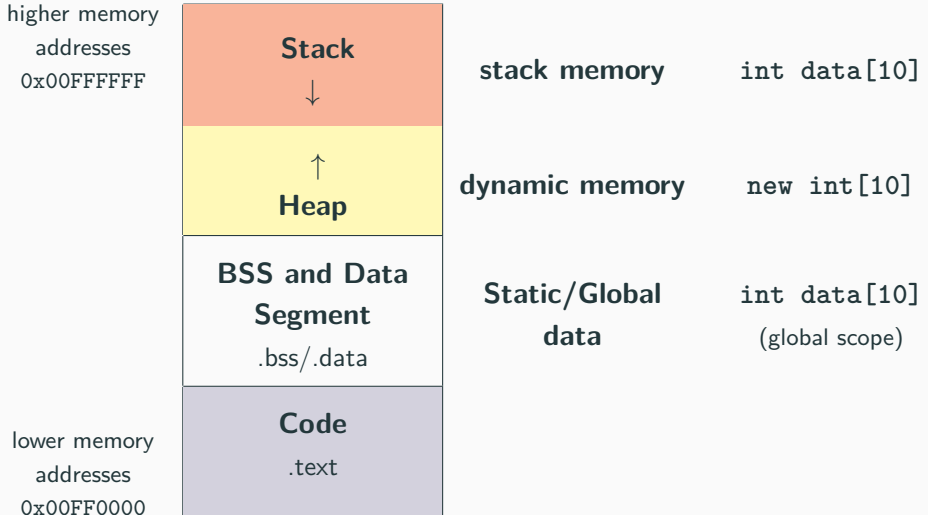 higher memory
addresses
0x00FFFFFF
Stack
↓
stack memory
int data[10]
↑
Heap
dynamic memory
new int[10]
BSS and Data
Segment
.bss/.data
Static/Global
data
int data[10]
(global scope)
Code
.text
lower memory
addresses
0x00FF0000